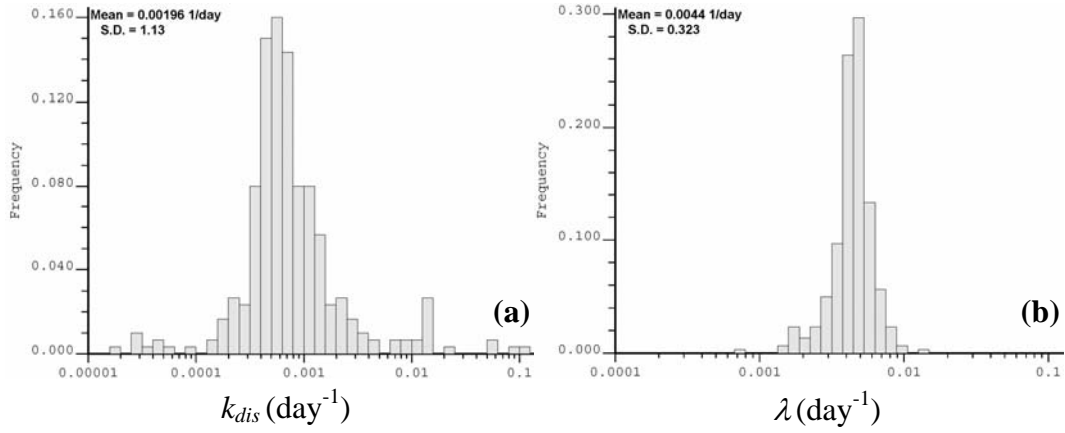 Mean = 0.00196 1/day
S.D. = 1.13
0.160
0.120
0.080
0.040
0.000
Frequency
0.00001 0.0001 0.001 0.01 0.1
k_dis (day⁻¹)
(a)
Mean = 0.0044 1/day
S.D. = 0.323
0.300
0.200
0.100
0.000
Frequency
0.0001 0.001 0.01 0.1
λ (day⁻¹)
(b)